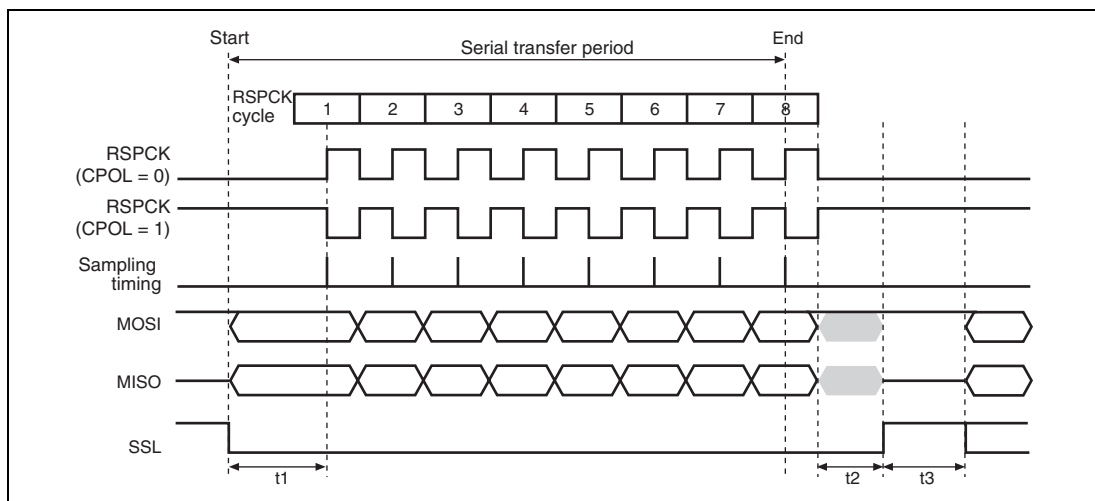 Start
Serial transfer period
End
RSPCK
cycle
1 2 3 4 5 6 7 8
RSPCK
(CPOL = 0)
RSPCK
(CPOL = 1)
Sampling
timing
MOSI
MISO
SSL
t1
t2
t3